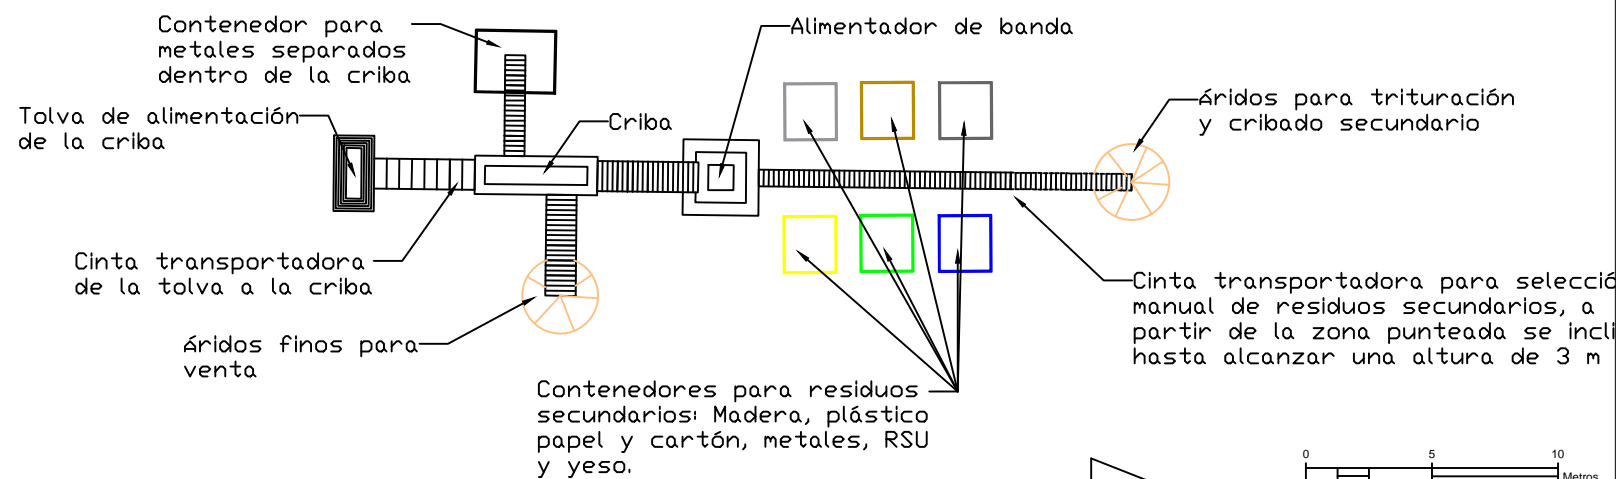 Contenedor para
metales separados
dentro de la criba
Alimentador de banda
Tolva de alimentación
de la criba
Criba
Áridos para trituración
y cribado secundario
Cinta transportadora
de la tolva a la criba
Cinta transportadora para selecció
manual de residuos secundarios, a
partir de la zona punteada se incli
hasta alcanzar una altura de 3 m
Áridos finos para
venta
Contenedores para residuos
secundarios: Madera, plástico
papel y cartón, metales, RSU
y yeso.
0 5 10
Metros